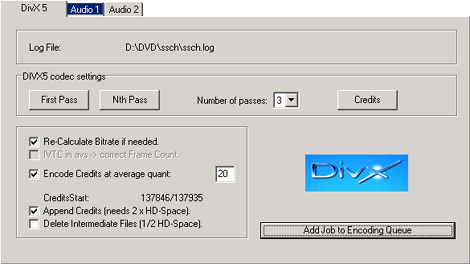 DivX 5 Audio 1 Audio 2
Log File: D:\DVD\ssch\ssch.log
DIVX5 codec settings
First Pass Nth Pass Number of passes: 3 Credits
Re-Calculate Bitrate if needed.
IVTC in avs -> correct Frame Count.
Encode Credits at average quant: 20
CreditsStart: 137846/137935
Append Credits (needs 2 x HD-Space).
Delete Intermediate Files (1/2 HD-Space).
DivX
Add Job to Encoding Queue